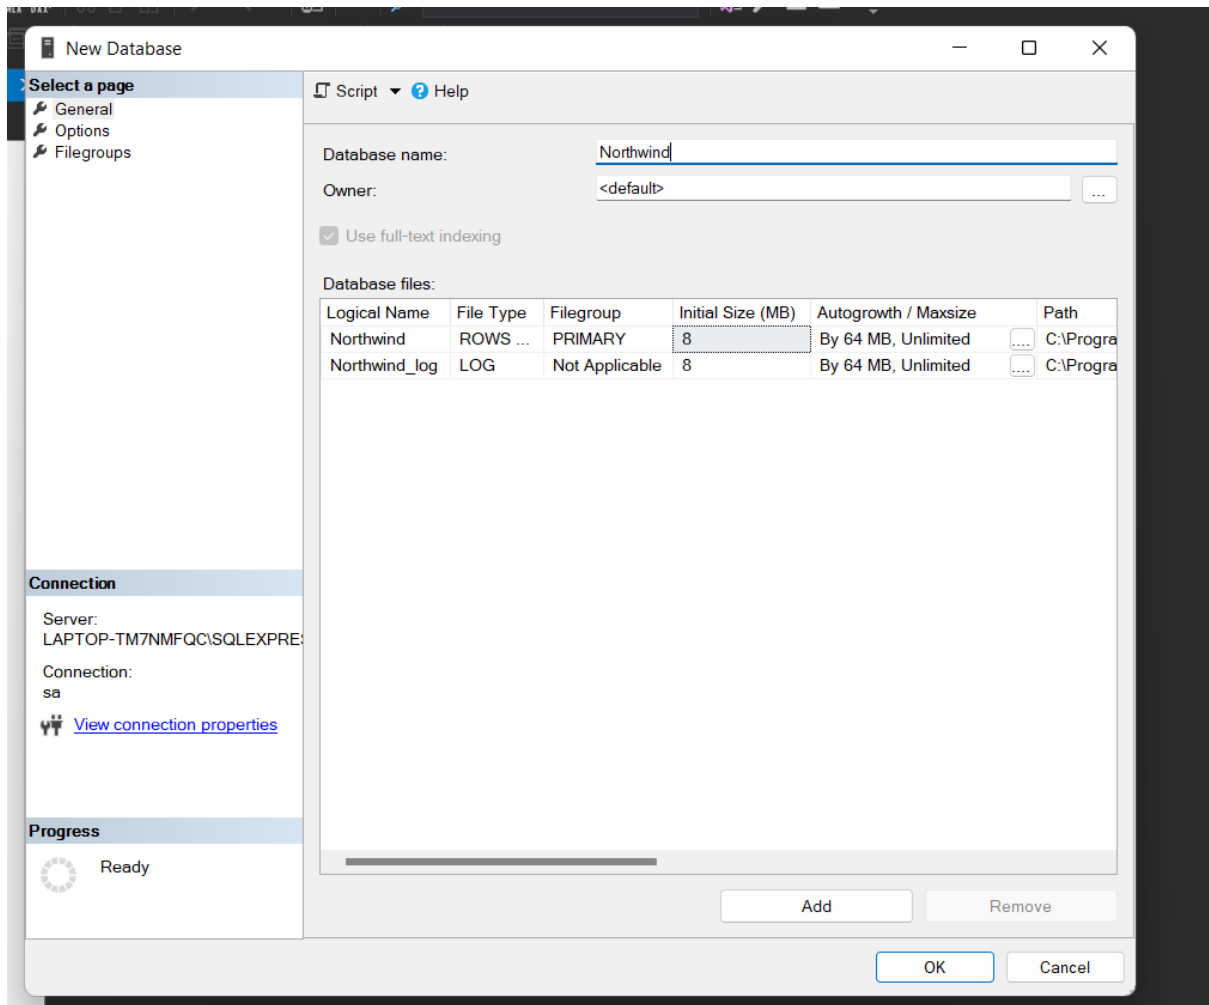 New Database
Select a page
General
Options
Filegroups
Script Help
Database name: Northwind
Owner: <default> ...
Use full-text indexing
Database files:
Logical Name File Type Filegroup Initial Size (MB) Autogrowth / Maxsize Path
Northwind ROWS ... PRIMARY 8 By 64 MB, Unlimited .... C:\Progra
Northwind_log LOG Not Applicable 8 By 64 MB, Unlimited .... C:\Progra
Connection
Server:
LAPTOP-TM7NMFQC\SQLEXPRE
Connection:
sa
View connection properties
Progress
Ready
Add Remove
OK Cancel